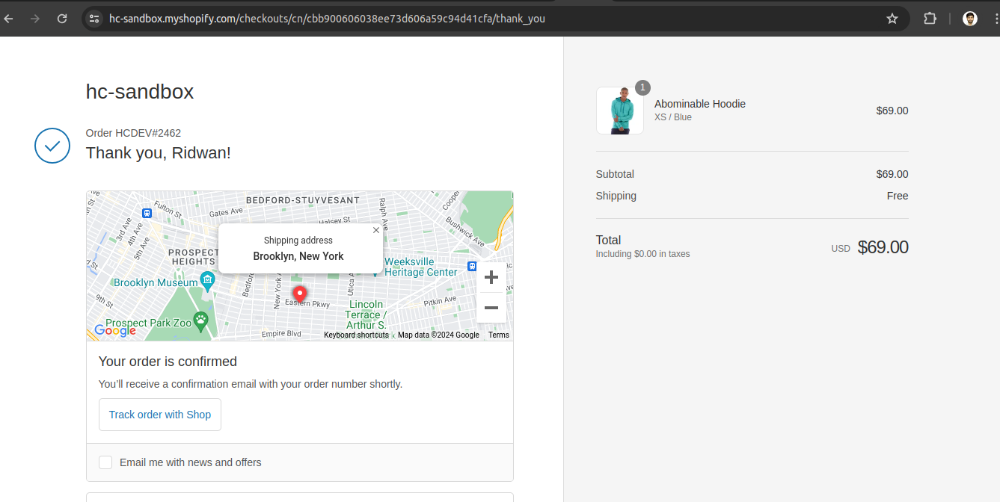 hc-sandbox.myshopify.com/checkouts/cn/cbb900606038ee73d606a59c94d41cfa/thank_you
hc-sandbox
Order HCDEV#2462
Thank you, Ridwan!
BEDFORD-STUYVESANT
Fulton St
Gates Ave
Halsey St
Ralph Ave
Cooper
Bushwick Ave
3rd Ave
4th Ave
5th Ave
PROSPECT
HEIGHTS
Shipping address
Brooklyn, New York
Weeksville
Heritage Center
Brooklyn Museum
Bedford
New York A
Utica A
Eastern Pkwy
Pitkin Ave
9th St
Lincoln
Terrace /
Arthur S.
Prospect Park Zoo
Empire Blvd
Google
Keyboard shortcuts
Map data ©2024 Google
Terms
Your order is confirmed
You’ll receive a confirmation email with your order number shortly.
Track order with Shop
Email me with news and offers
1
Abominable Hoodie
XS / Blue
$69.00
Subtotal $69.00
Shipping Free
Total
Including $0.00 in taxes
USD $69.00